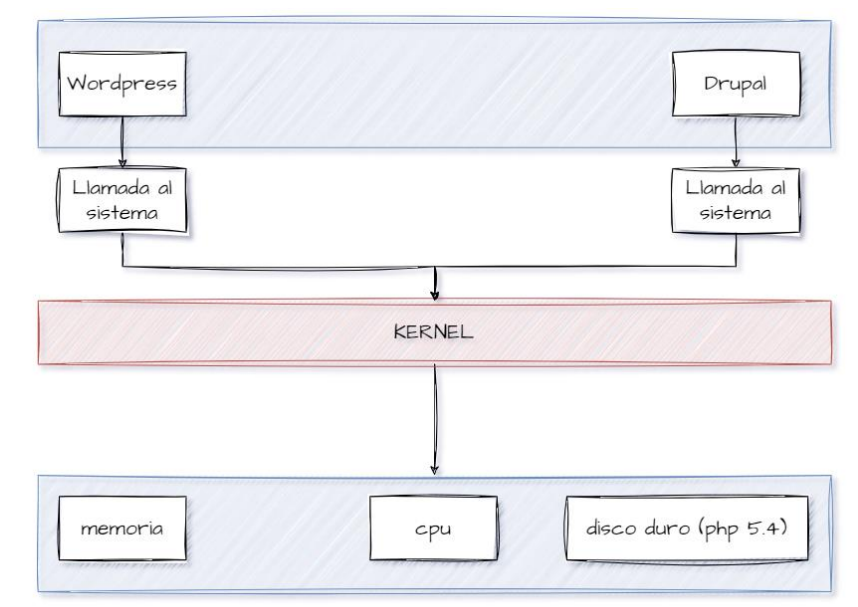 Wordpress
Drupal
Llamada al
sistema
Llamada al
sistema
KERNEL
memoria
cpu
disco duro (php 5.4)